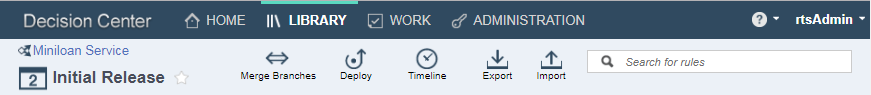 Decision Center HOME LIBRARY WORK ADMINISTRATION ? rtsAdmin
Miniloan Service
2 Initial Release
Merge Branches Deploy Timeline Export Import
Search for rules